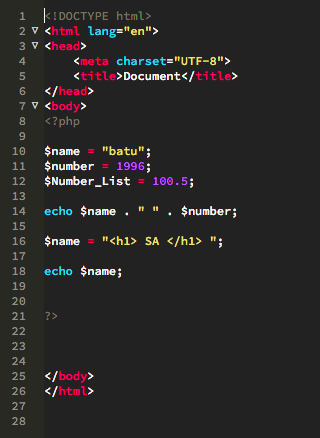 1 <!DOCTYPE html>
2 ▽ <html lang="en">
3 ▽ <head>
4 <meta charset="UTF-8">
5 <title>Document</title>
6 </head>
7 ▽ <body>
8 <?php
9
10 $name = "batu";
11 $number = 1996;
12 $Number_List = 100.5;
13
14 echo $name . " " . $number;
15
16 $name = "<h1> SA </h1> ";
17
18 echo $name;
19
20
21 ?>
22
23
24
25 </body>
26 </html>
27
28